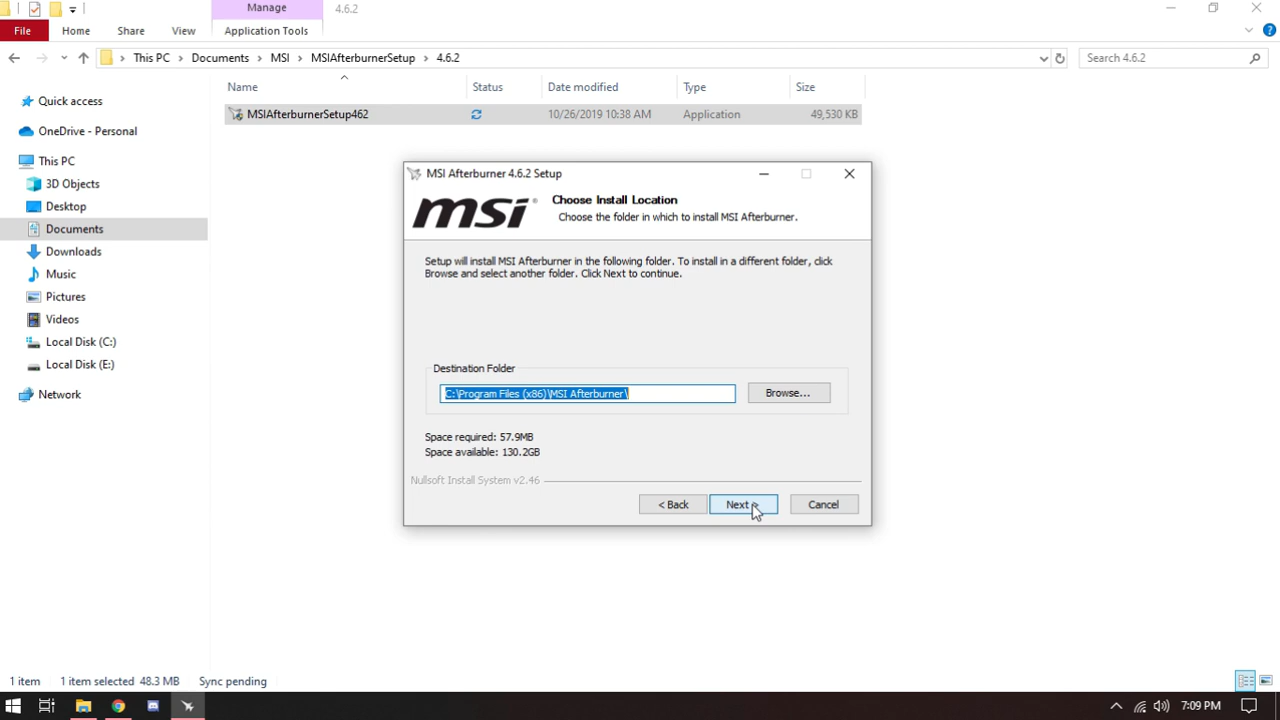 Manage
4.6.2
File
Home
Share
View
Application Tools
This PC
Documents
MSI
MSIAfterburnerSetup
4.6.2
Search 4.6.2
Name
Status
Date modified
Type
Size
MSIAfterburnerSetup462
10/26/2019 10:38 AM
Application
49,530 KB
Quick access
OneDrive - Personal
This PC
3D Objects
Desktop
Documents
Downloads
Music
Pictures
Videos
Local Disk (C:)
Local Disk (E:)
Network
MSI Afterburner 4.6.2 Setup
msi
Choose Install Location
Choose the folder in which to install MSI Afterburner.
Setup will install MSI Afterburner in the following folder. To install in a different folder, click
Browse and select another folder. Click Next to continue.
Destination Folder
C:\Program Files (x86)\MSI Afterburner\
Browse...
Space required: 57.9MB
Space available: 130.2GB
Nullsoft Install System v2.46
< Back
Next >
Cancel
1 item
1 item selected 48.3 MB
Sync pending
7:09 PM